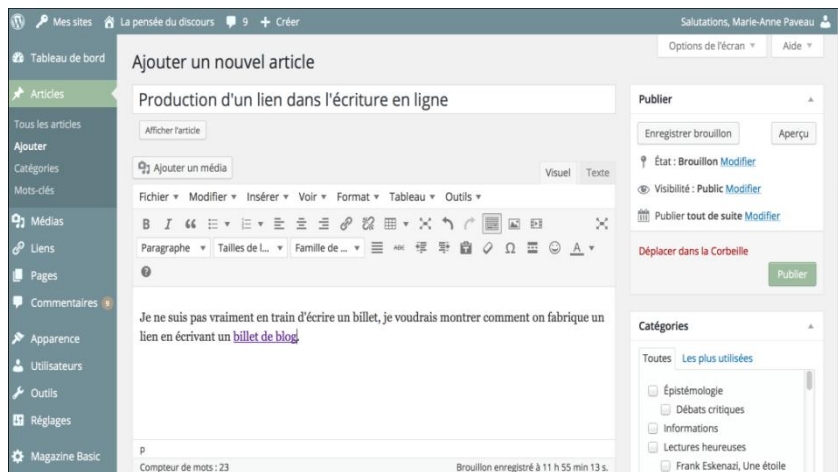 Mes sites La pensée du discours 9 + Créer Salutations, Marie-Anne Paveau
Options de l'écran Aide
Tableau de bord
Articles
Tous les articles
Ajouter
Catégories
Mots-clés
Médias
Liens
Pages
Commentaires 9
Apparence
Utilisateurs
Outils
Réglages
Magazine Basic
Ajouter un nouvel article
Production d'un lien dans l'écriture en ligne
Afficher l'article
Ajouter un média
Visuel Texte
Fichier Modifier Insérer Voir Format Tableau Outils
B I
Paragraphe Tailles de l... Famille de ... ABC Ω A
Je ne suis pas vraiment en train d'écrire un billet, je voudrais montrer comment on fabrique un
lien en écrivant un billet de blog.
p
Compteur de mots : 23 Brouillon enregistré à 11 h 55 min 13 s.
Publier
Enregistrer brouillon Aperçu
État : Brouillon Modifier
Visibilité : Public Modifier
Publier tout de suite Modifier
Déplacer dans la Corbeille
Publier
Catégories
Toutes Les plus utilisées
Épistémologie
Débats critiques
Informations
Lectures heureuses
Frank Eskenazi, Une étoile